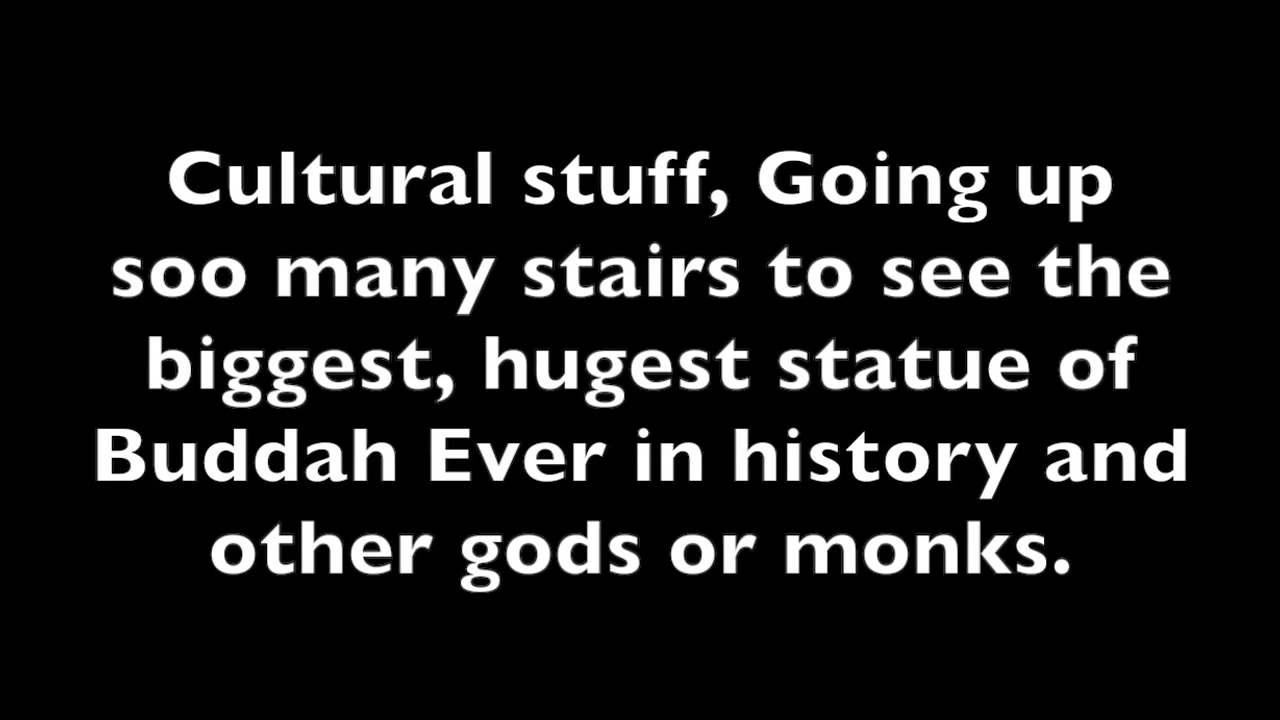 Cultural stuff, Going up
soo many stairs to see the
biggest, hugest statue of
Buddah Ever in history and
other gods or monks.